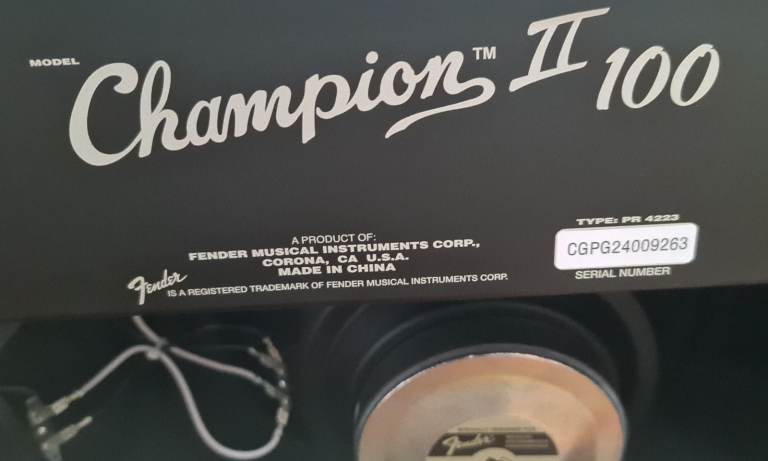 MODEL
Champion™ II 100
TYPE: PR 4223
CGPG24009263
SERIAL NUMBER
A PRODUCT OF:
FENDER MUSICAL INSTRUMENTS CORP.,
CORONA, CA U.S.A.
MADE IN CHINA
Fender IS A REGISTERED TRADEMARK OF FENDER MUSICAL INSTRUMENTS CORP.
Fender